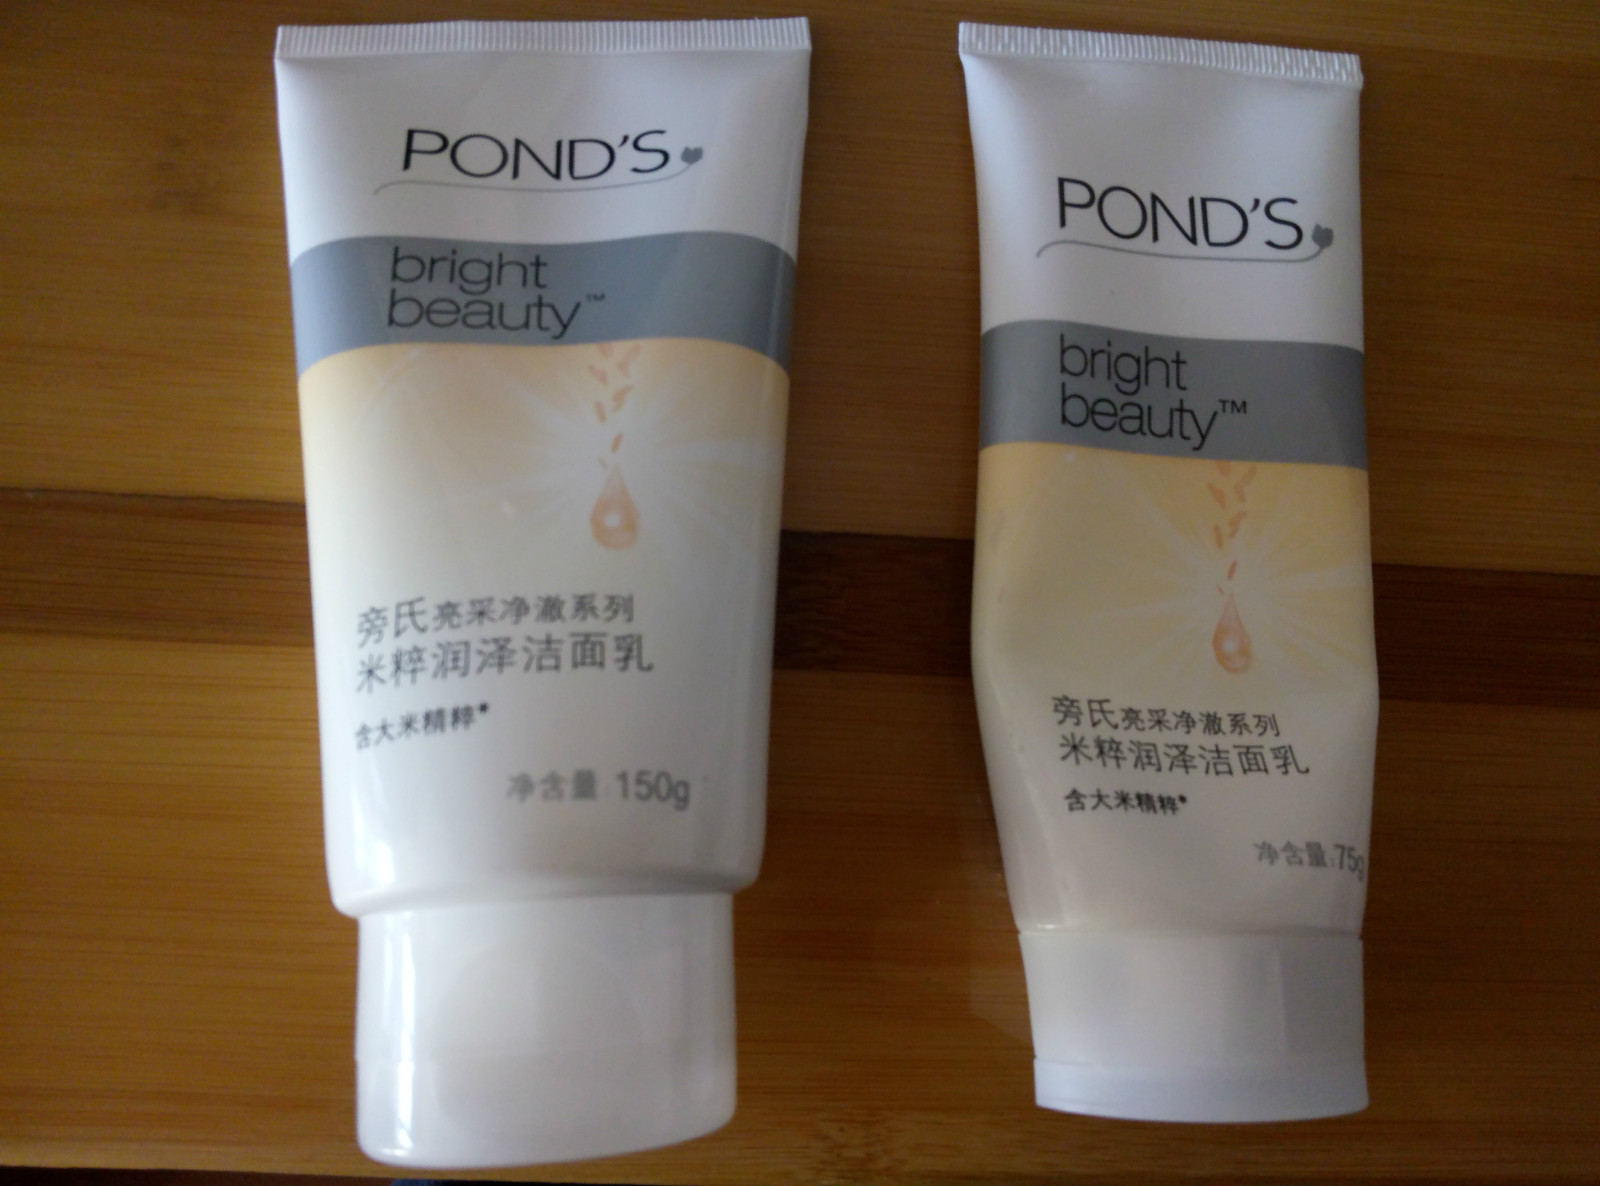 POND'S
bright
beauty™
旁氏亮采净澈系列
米粹润泽洁面乳
含大米精粹*
净含量:150g
POND'S
bright
beauty™
旁氏亮采净澈系列
米粹润泽洁面乳
含大米精粹*
净含量:75g